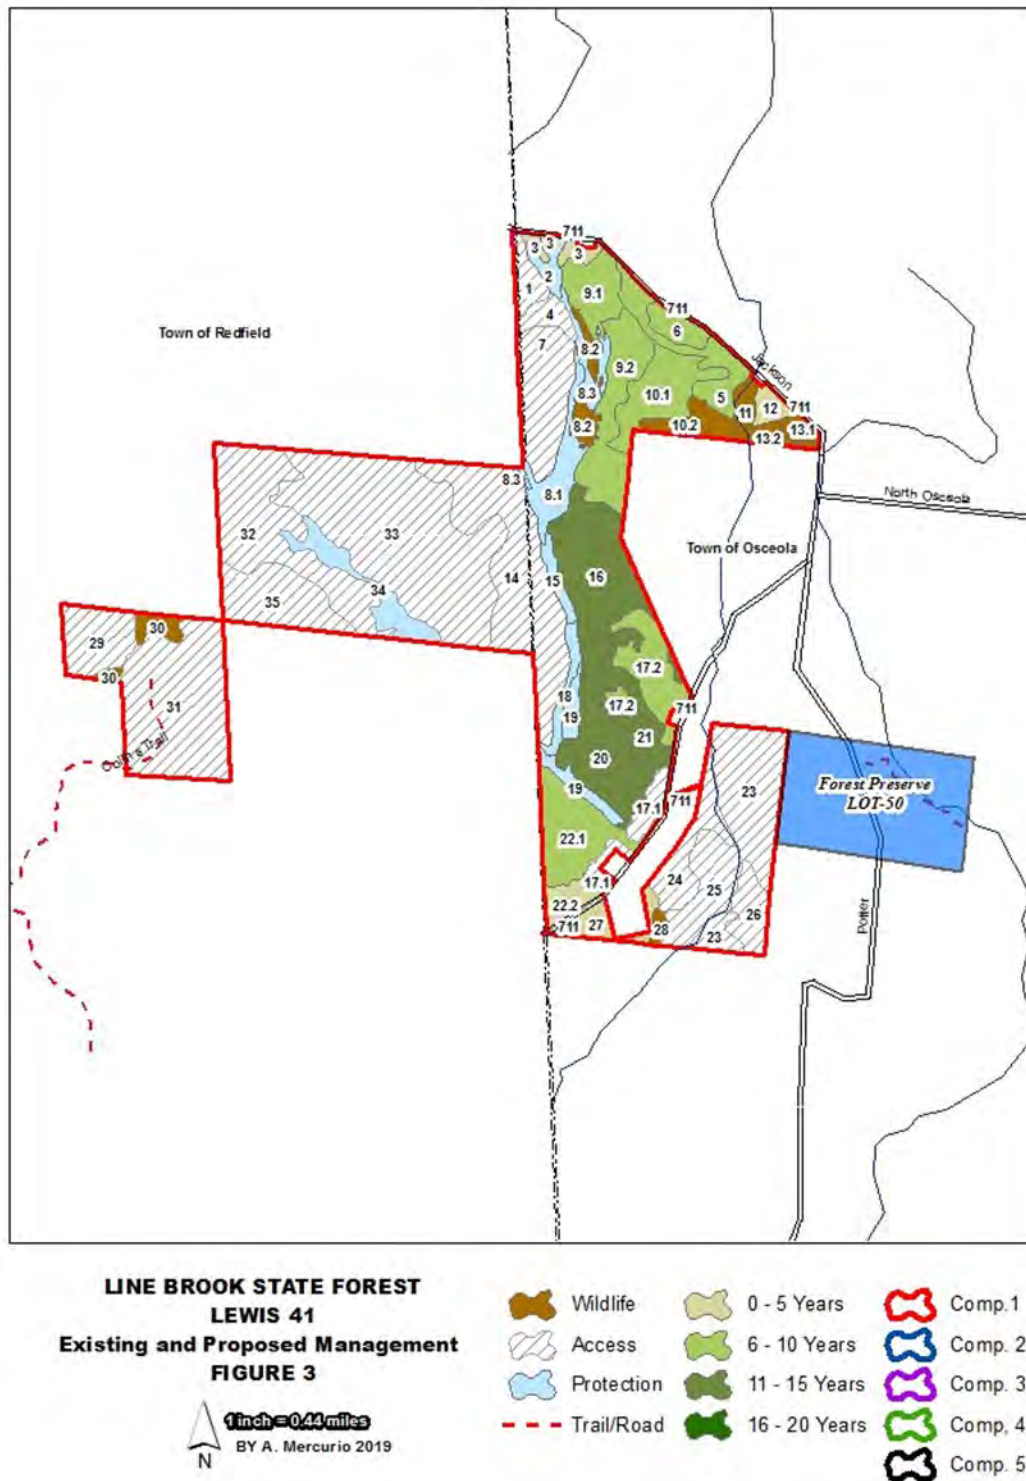 711
3
3
3
2
1
9.1
4
711
6
7
Town of Redfield
8.2
9.2
Jackson
8.3
10.1
5
11
12
711
8.2
10.2
13.2
13.1
8.3
8.1
North Osceola
32
33
Town of Osceola
14
15
16
35
34
29
30
30
17.2
31
18
17.2
711
19
21
20
23
Forest Preserve
LOT-50
19
17.1
711
22.1
17.1
24
25
22.2
26
Potter
711
27
28
23
LINE BROOK STATE FOREST
LEWIS 41
Existing and Proposed Management
FIGURE 3
1 inch = 0.44 miles
BY A. Mercurio 2019
N
Wildlife
Access
Protection
Trail/Road
0 - 5 Years
6 - 10 Years
11 - 15 Years
16 - 20 Years
Comp.1
Comp. 2
Comp. 3
Comp, 4
Comp. 5